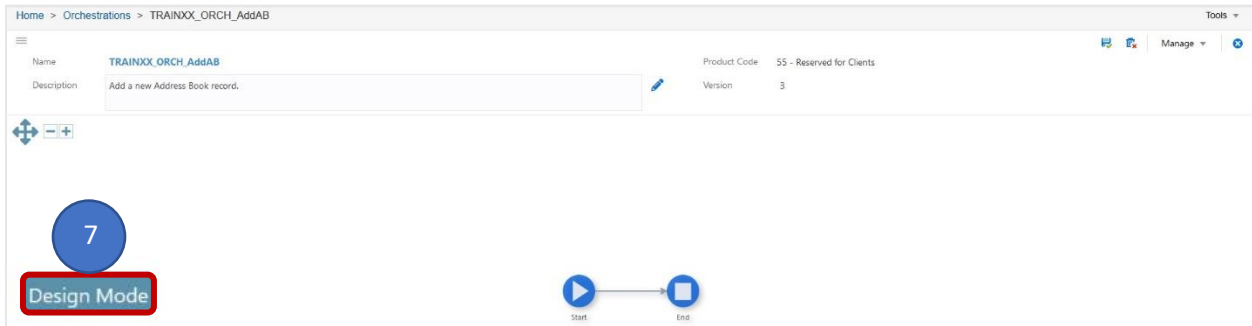 Home > Orchestrations > TRAINXX_ORCH_AddAB
Tools
Manage
Name TRAINXX_ORCH_AddAB Product Code 55 - Reserved for Clients
Description Add a new Address Book record. Version 3
7
Design Mode
Start End